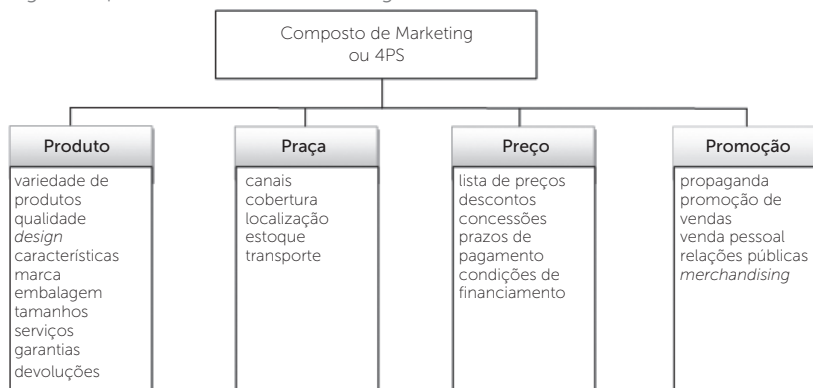 Composto de Marketing
ou 4PS
Produto
variedade de
produtos
qualidade
design
características
marca
embalagem
tamanhos
serviços
garantias
devoluções
Praça
canais
cobertura
localização
estoque
transporte
Preço
lista de preços
descontos
concessões
prazos de
pagamento
condições de
financiamento
Promoção
propaganda
promoção de
vendas
venda pessoal
relações públicas
merchandising